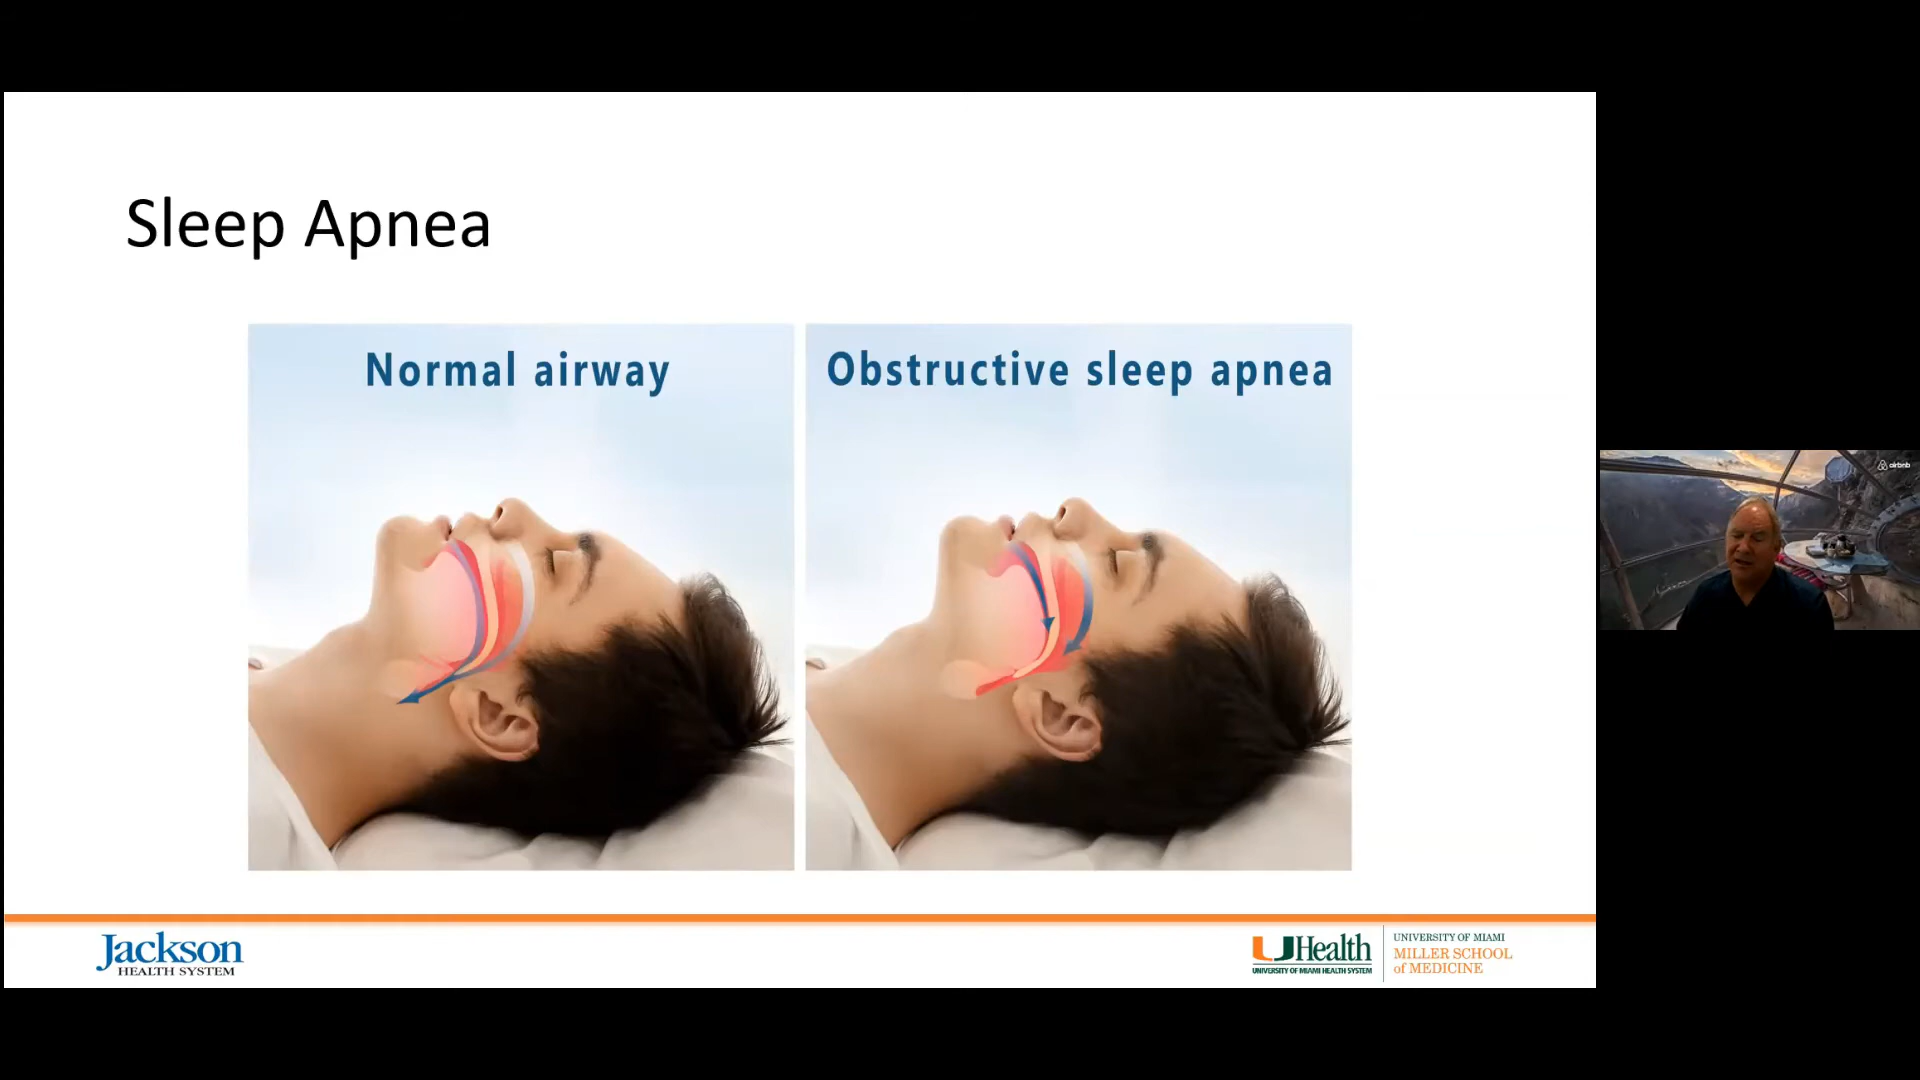 Sleep Apnea
Normal airway
Obstructive sleep apnea
airbnb
Jackson
HEALTH SYSTEM
UHealth
UNIVERSITY OF MIAMI HEALTH SYSTEM
UNIVERSITY OF MIAMI
MILLER SCHOOL
of MEDICINE